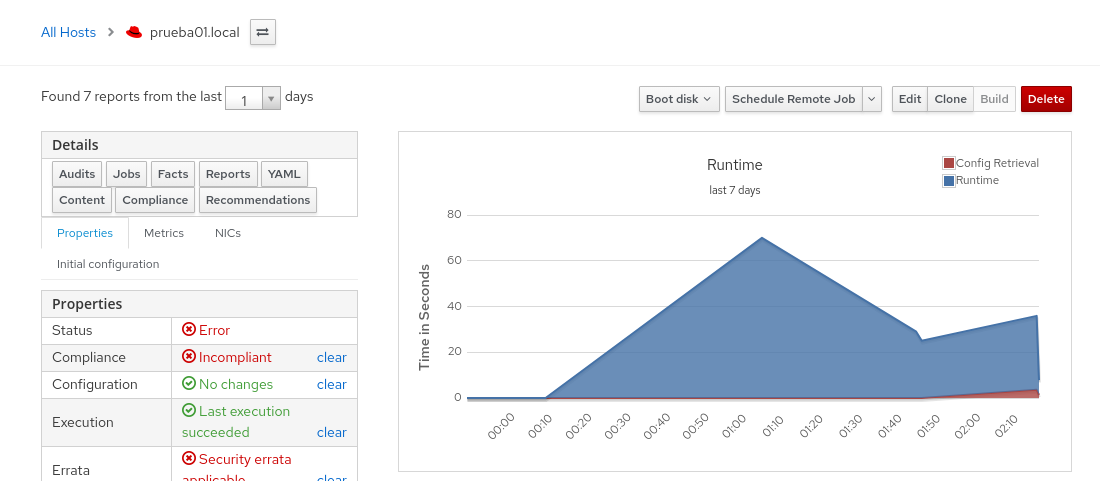 All Hosts > prueba01.local
Found 7 reports from the last 1 days
Boot disk Schedule Remote Job Edit Clone Build Delete
Details
Audits Jobs Facts Reports YAML
Content Compliance Recommendations
Properties Metrics NICs
Initial configuration
Properties
Status Error
Compliance Incompliant clear
Configuration No changes clear
Execution Last execution
succeeded clear
Errata Security errata
applicable clear
Runtime
last 7 days
Config Retrieval
Runtime
Time in Seconds
80
60
40
20
0
00:00 00:10 00:20 00:30 00:40 00:50 01:00 01:10 01:20 01:30 01:40 01:50 02:00 02:10